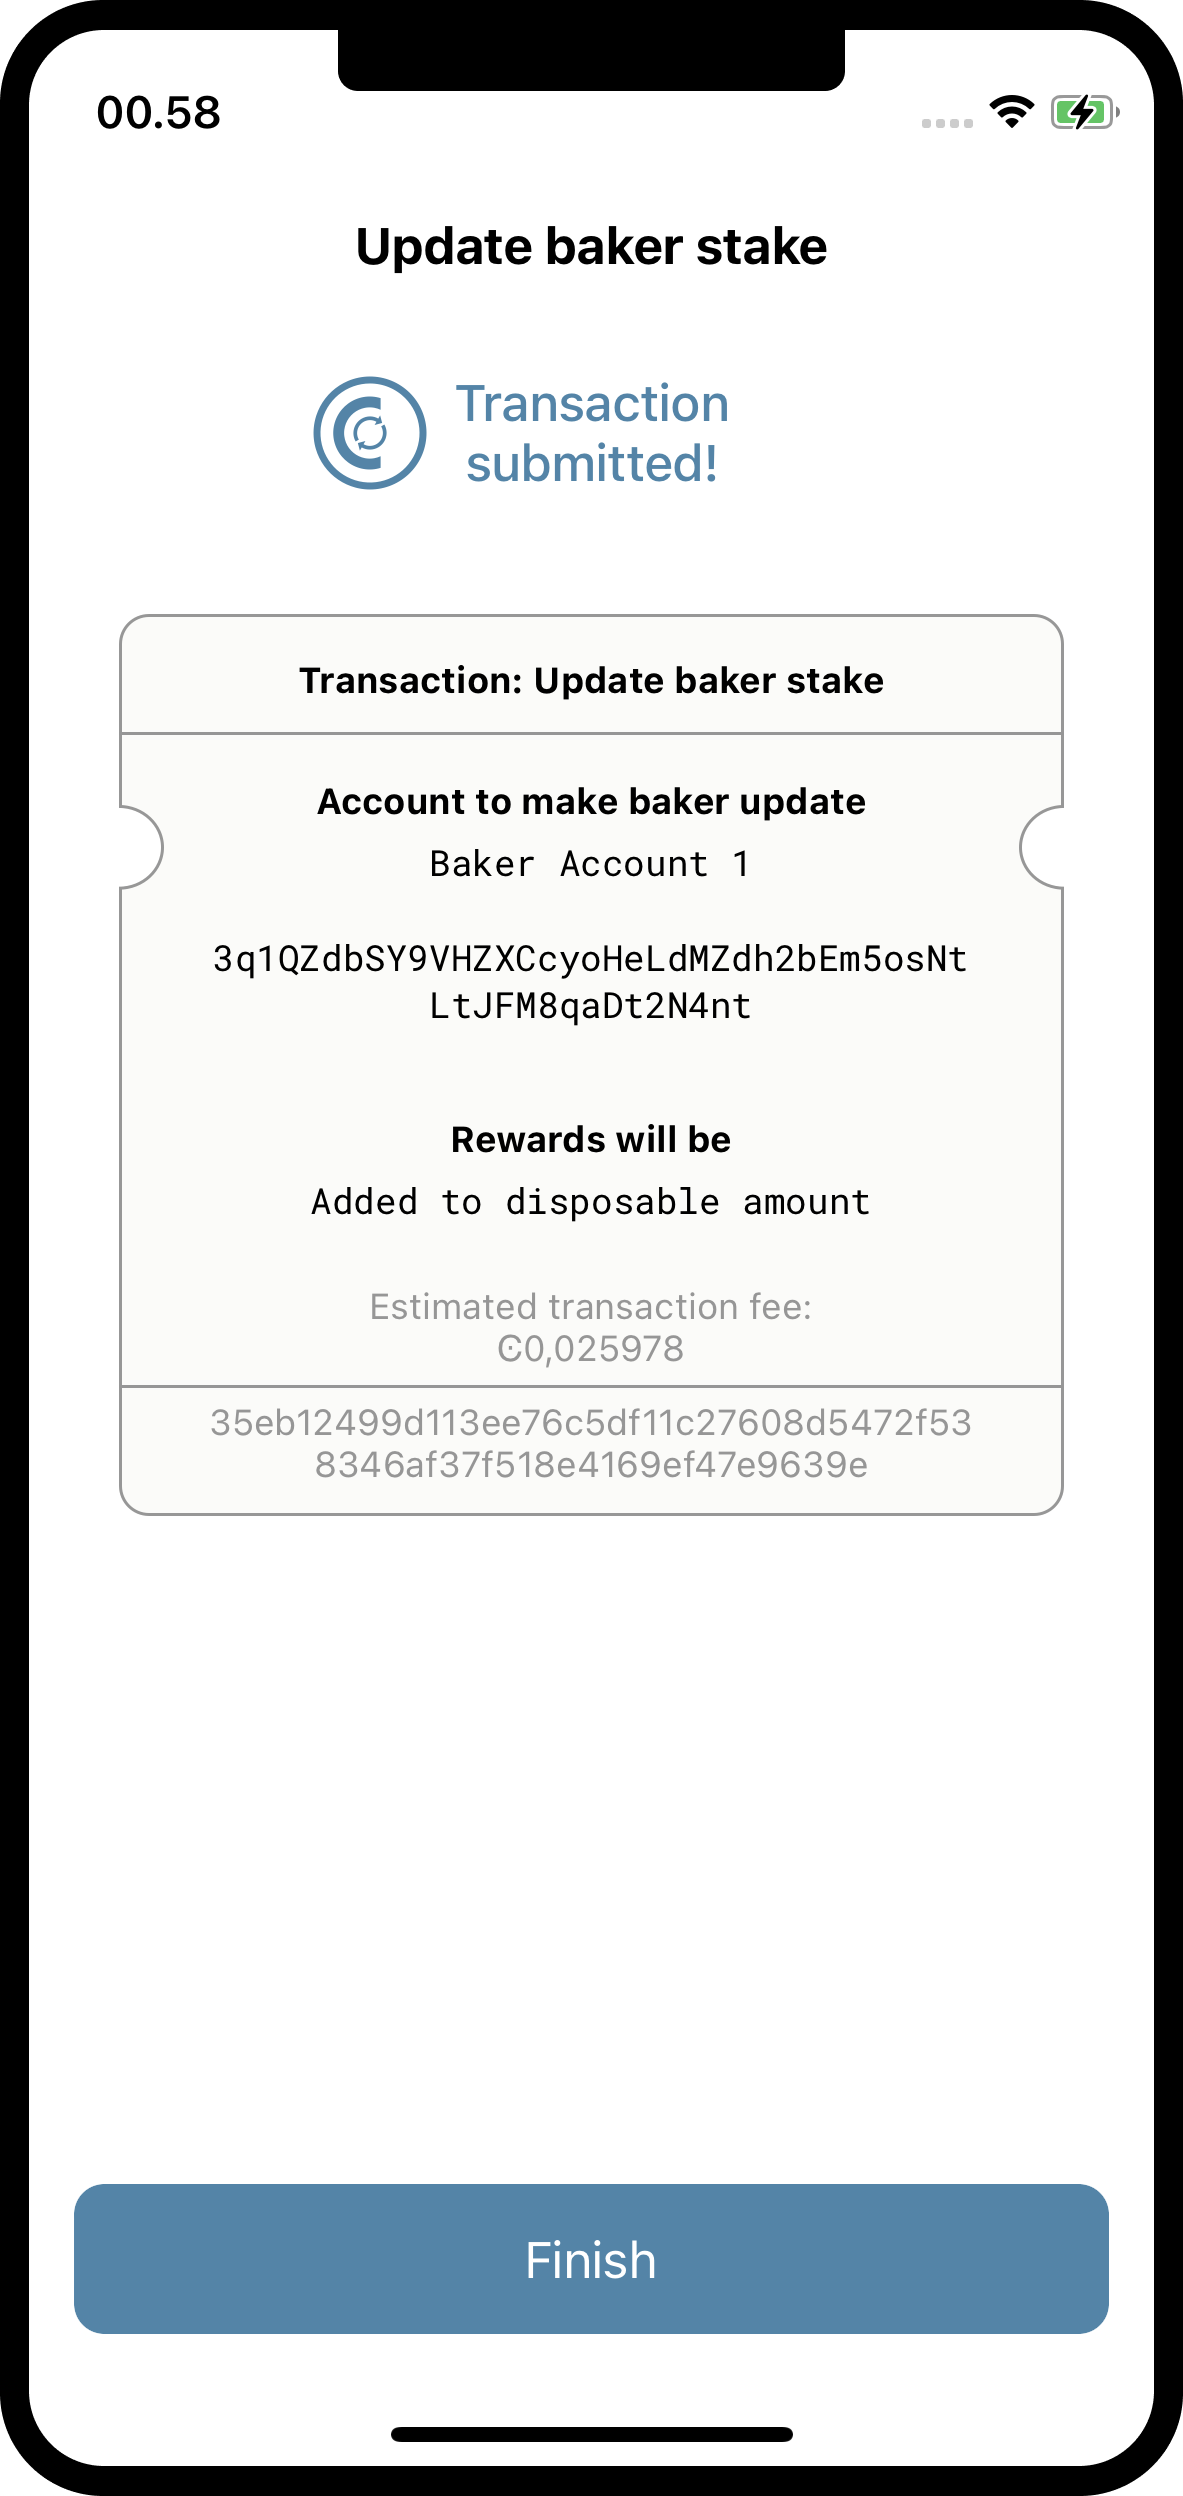 00.58
Update baker stake
Transaction
submitted!
Transaction: Update baker stake
Account to make baker update
Baker Account 1
3q1QZdbSY9VHZXCcyoHeLdMZdh2bEm5osNt
LtJFM8qaDt2N4nt
Rewards will be
Added to disposable amount
Estimated transaction fee:
Ͼ0,025978
35eb12499d113ee76c5df11c27608d5472f53
8346af37f518e4169ef47e9639e
Finish